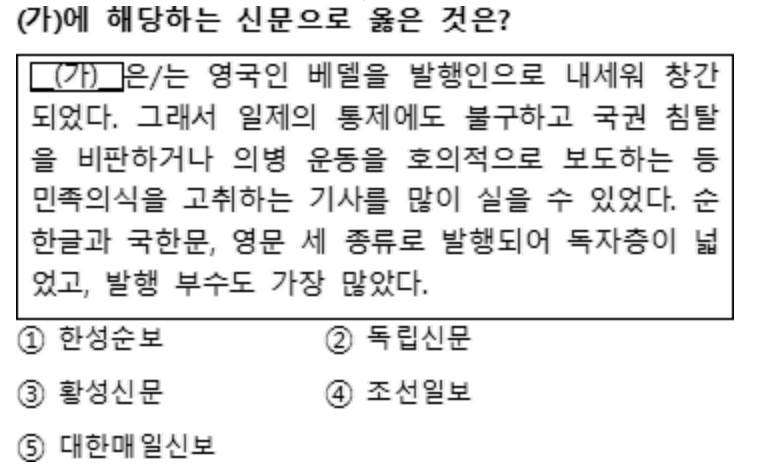 (가)에 해당하는 신문으로 옳은 것은?
(가) 은/는 영국인 베델을 발행인으로 내세워 창간
되었다. 그래서 일제의 통제에도 불구하고 국권 침탈
을 비판하거나 의병 운동을 호의적으로 보도하는 등
민족의식을 고취하는 기사를 많이 실을 수 있었다. 순
한글과 국한문, 영문 세 종류로 발행되어 독자층이 넓
었고, 발행 부수도 가장 많았다.
① 한성순보 ② 독립신문
③ 황성신문 ④ 조선일보
⑤ 대한매일신보